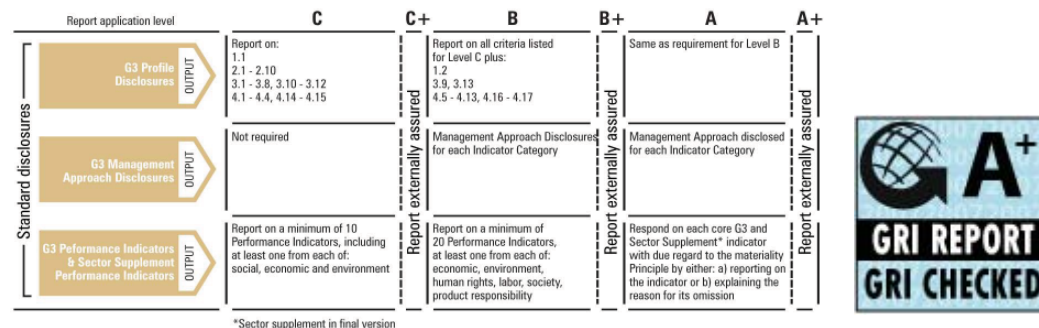 Report application level
C
C+
B
B+
A
A+
Standard disclosures
G3 Profile
Disclosures
OUTPUT
Report on:
1.1
2.1 - 2.10
3.1 - 3.8, 3.10 - 3.12
4.1 - 4.4, 4.14 - 4.15
Report on all criteria listed
for Level C plus:
1.2
3.9, 3.13
4.5 - 4.13, 4.16 - 4.17
Same as requirement for Level B
G3 Management
Approach Disclosures
OUTPUT
Not required
Management Approach Disclosures
for each Indicator Category
Management Approach disclosed
for each Indicator Category
G3 Peformance Indicators
& Sector Supplement
Performance Indicators
OUTPUT
Report on a minimum of 10
Performance Indicators, including
at least one from each of:
social, economic and environment
Report on a minimum of
20 Performance Indicators,
at least one from each of:
economic, environment,
human rights, labor, society,
product responsibility
Respond on each core G3 and
Sector Supplement* indicator
with due regard to the materiality
Principle by either: a) reporting on
the indicator or b) explaining the
reason for its omission
Report externally assured
Report externally assured
Report externally assured
*Sector supplement in final version
A+
GRI REPORT
GRI CHECKED